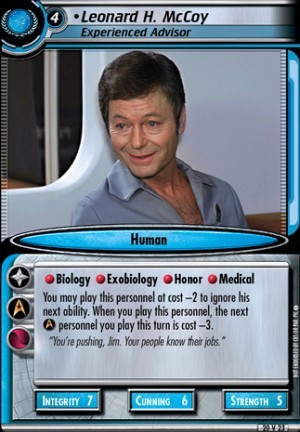 4 •Leonard H. McCoy
Experienced Advisor
Human
Biology Exobiology Honor Medical
You may play this personnel at cost –2 to ignore his
next ability. When you play this personnel, the next
personnel you play this turn is cost –3.
"You're pushing, Jim. Your people know their jobs."
Integrity 7 Cunning 6 Strength 5